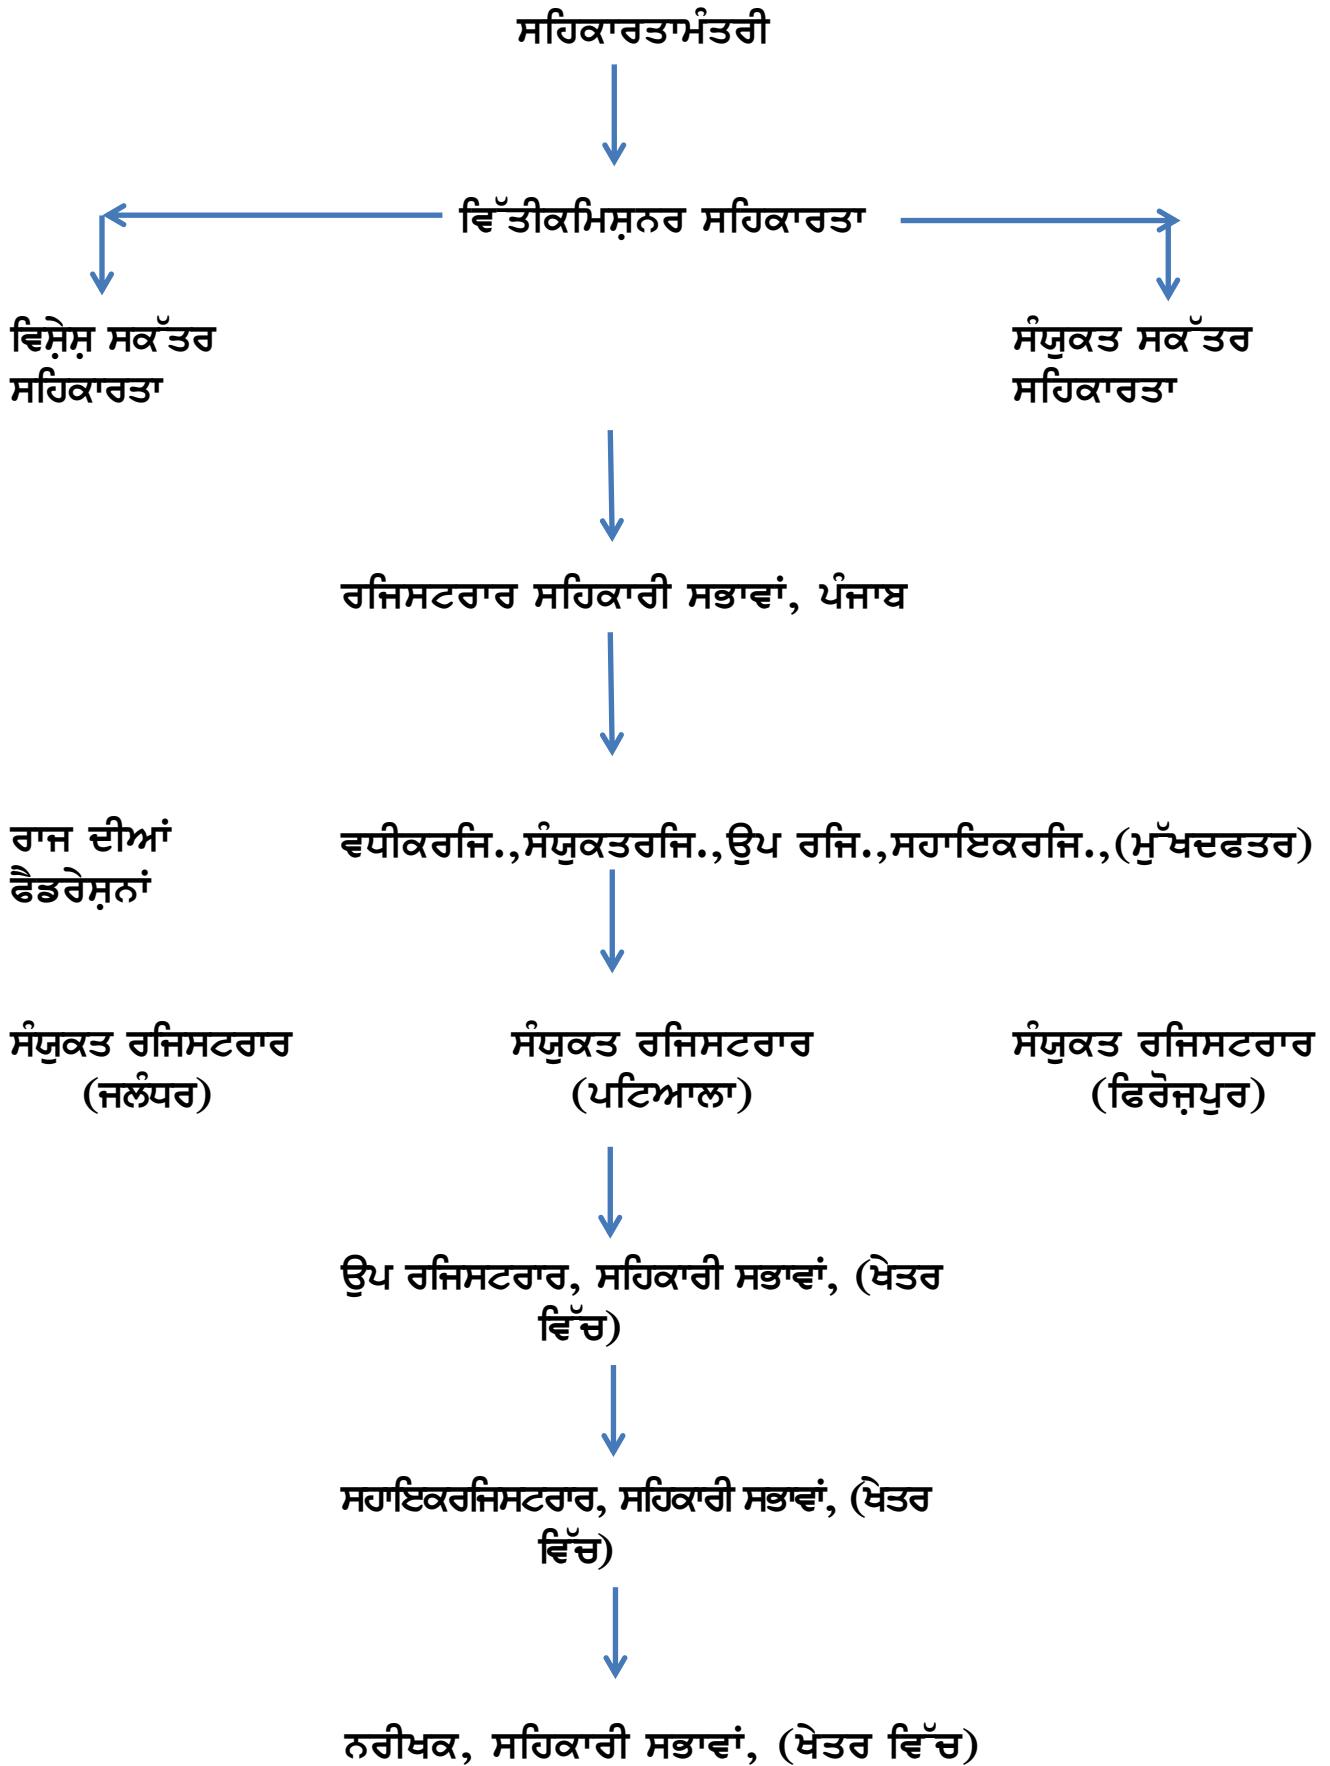 ਸਹਿਕਾਰਤਾਮੰਤਰੀ
ਵਿੱਤੀਕਮਿਸ਼ਨਰ ਸਹਿਕਾਰਤਾ
ਵਿਸ਼ੇਸ਼ ਸਕੱਤਰ
ਸਹਿਕਾਰਤਾ
ਸੰਯੁਕਤ ਸਕੱਤਰ
ਸਹਿਕਾਰਤਾ
ਰਜਿਸਟਰਾਰ ਸਹਿਕਾਰੀ ਸਭਾਵਾਂ, ਪੰਜਾਬ
ਰਾਜ ਦੀਆਂ
ਫੈਡਰੇਸ਼ਨਾਂ
ਵਧੀਕਰਜਿ.,ਸੰਯੁਕਤਰਜਿ.,ਉਪ ਰਜਿ.,ਸਹਾਇਕਰਜਿ.,(ਮੁੱਖਦਫਤਰ)
ਸੰਯੁਕਤ ਰਜਿਸਟਰਾਰ
(ਜਲੰਧਰ)
ਸੰਯੁਕਤ ਰਜਿਸਟਰਾਰ
(ਪਟਿਆਲਾ)
ਸੰਯੁਕਤ ਰਜਿਸਟਰਾਰ
(ਫਿਰੋਜ਼ਪੁਰ)
ਉਪ ਰਜਿਸਟਰਾਰ, ਸਹਿਕਾਰੀ ਸਭਾਵਾਂ, (ਖੇਤਰ
ਵਿੱਚ)
ਸਹਾਇਕਰਜਿਸਟਰਾਰ, ਸਹਿਕਾਰੀ ਸਭਾਵਾਂ, (ਖੇਤਰ
ਵਿੱਚ)
ਨਰੀਖਕ, ਸਹਿਕਾਰੀ ਸਭਾਵਾਂ, (ਖੇਤਰ ਵਿੱਚ)